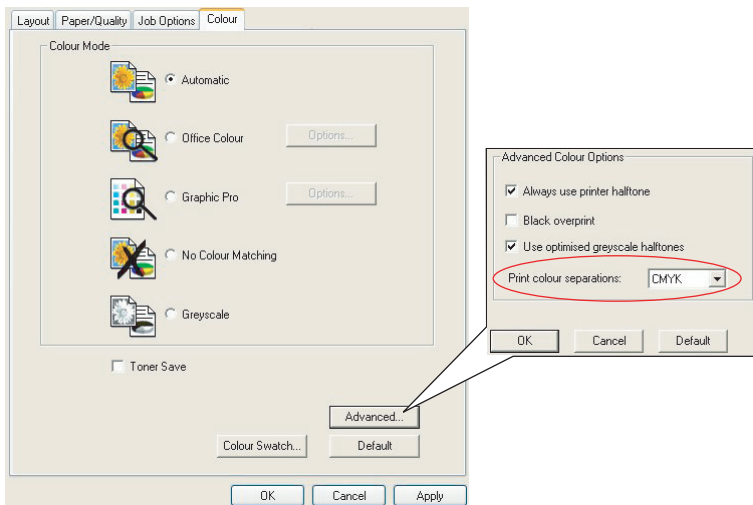 Layout Paper/Quality Job Options Colour
Colour Mode
Automatic
Office Colour Options...
Graphic Pro Options...
No Colour Matching
Greyscale
Toner Save
Advanced...
Colour Swatch... Default
OK Cancel Apply
Advanced Colour Options
Always use printer halftone
Black overprint
Use optimised greyscale halftones
Print colour separations: CMYK
OK Cancel Default